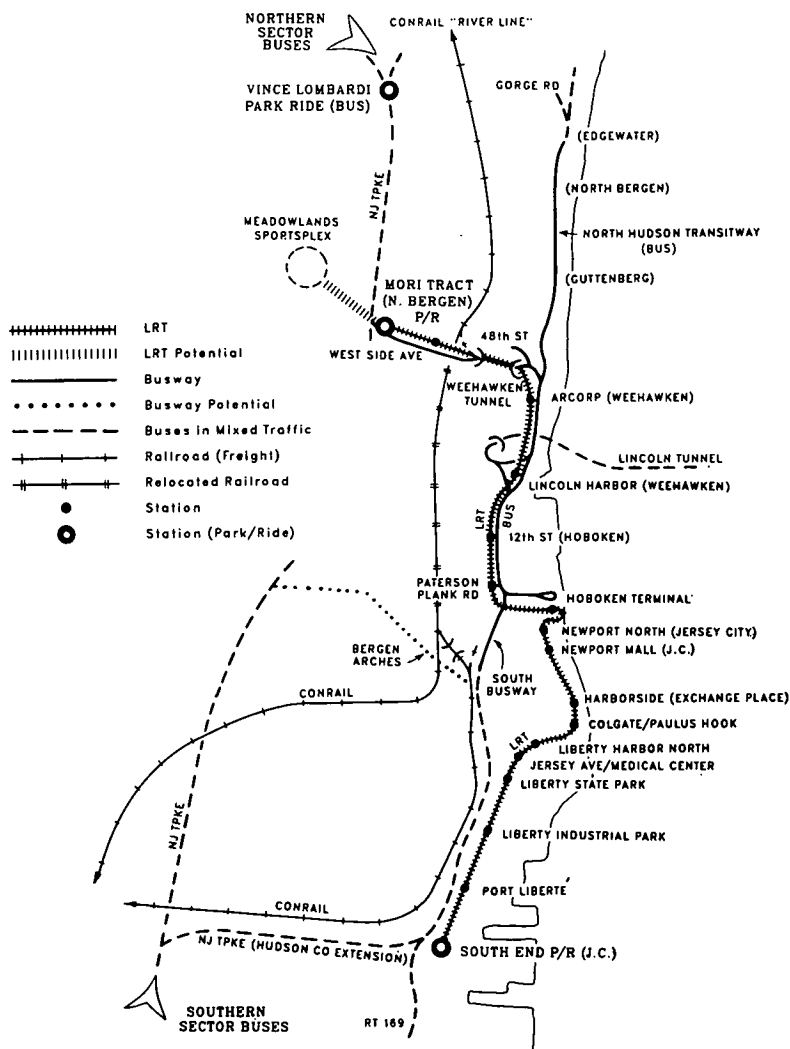 NORTHERN
SECTOR
BUSES
CONRAIL "RIVER LINE"
VINCE LOMBARDI
PARK RIDE (BUS)
GORGE RD
(EDGEWATER)
(NORTH BERGEN)
NJ TPKE
NORTH HUDSON TRANSITWAY
(BUS)
MEADOWLANDS
SPORTSPLEX
(GUTTENBERG)
MORI TRACT
(N. BERGEN)
P/R
48th ST
WEST SIDE AVE
WEEHAWKEN
TUNNEL
ARCORP (WEEHAWKEN)
LRT
LRT Potential
Busway
Busway Potential
Buses in Mixed Traffic
Railroad (Freight)
Relocated Railroad
Station
Station (Park/Ride)
LINCOLN TUNNEL
LINCOLN HARBOR (WEEHAWKEN)
LRT
BUS
12th ST (HOBOKEN)
PATERSON
PLANK RD
HOBOKEN TERMINAL
NEWPORT NORTH (JERSEY CITY)
NEWPORT MALL (J.C.)
BERGEN
ARCHES
SOUTH
BUSWAY
CONRAIL
HARBORSIDE (EXCHANGE PLACE)
COLGATE/PAULUS HOOK
LRT
LIBERTY HARBOR NORTH
JERSEY AVE/MEDICAL CENTER
LIBERTY STATE PARK
NJ TPKE
LIBERTY INDUSTRIAL PARK
PORT LIBERTE'
CONRAIL
NJ TPKE (HUDSON CO EXTENSION)
SOUTH END P/R (J.C.)
SOUTHERN
SECTOR BUSES
RT 169